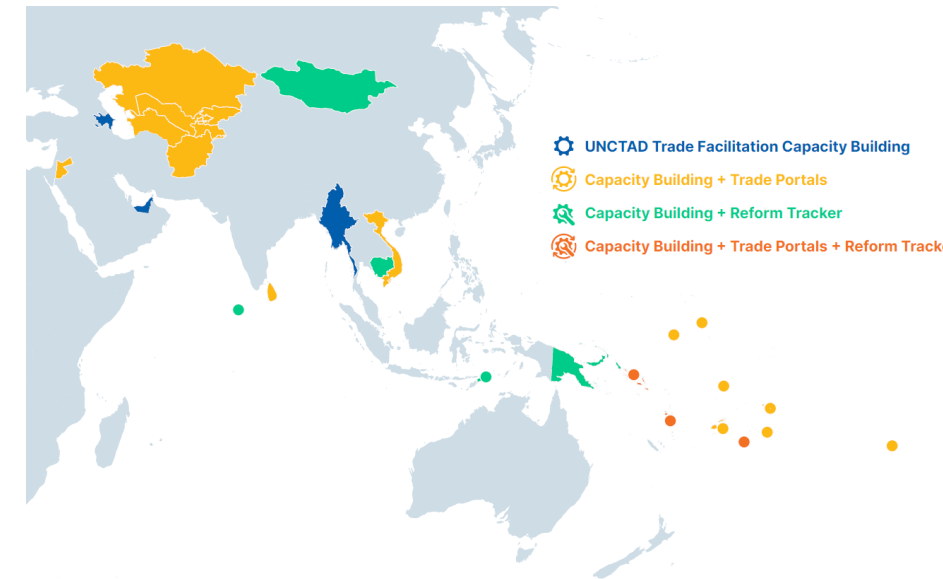 UNCTAD Trade Facilitation Capacity Building
Capacity Building + Trade Portals
Capacity Building + Reform Tracker
Capacity Building + Trade Portals + Reform Tracke